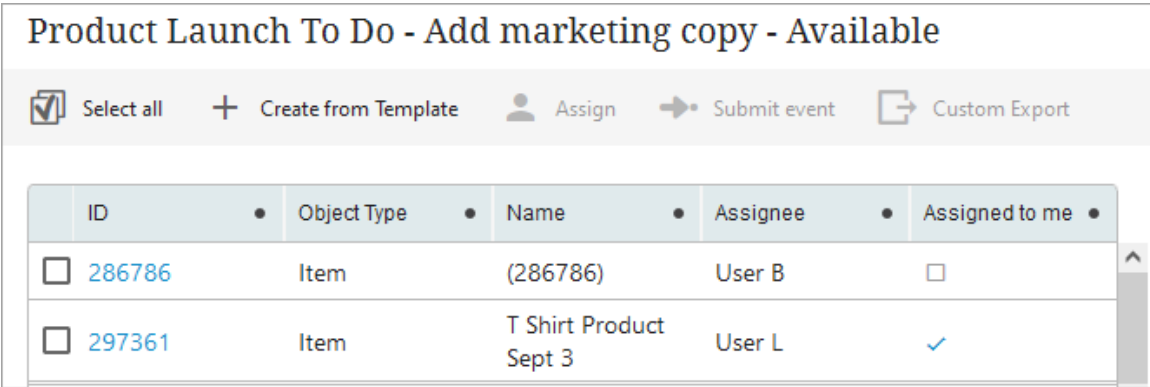 Product Launch To Do - Add marketing copy - Available
Select all Create from Template Assign Submit event Custom Export
ID Object Type Name Assignee Assigned to me
286786 Item (286786) User B
297361 Item T Shirt Product Sept 3 User L